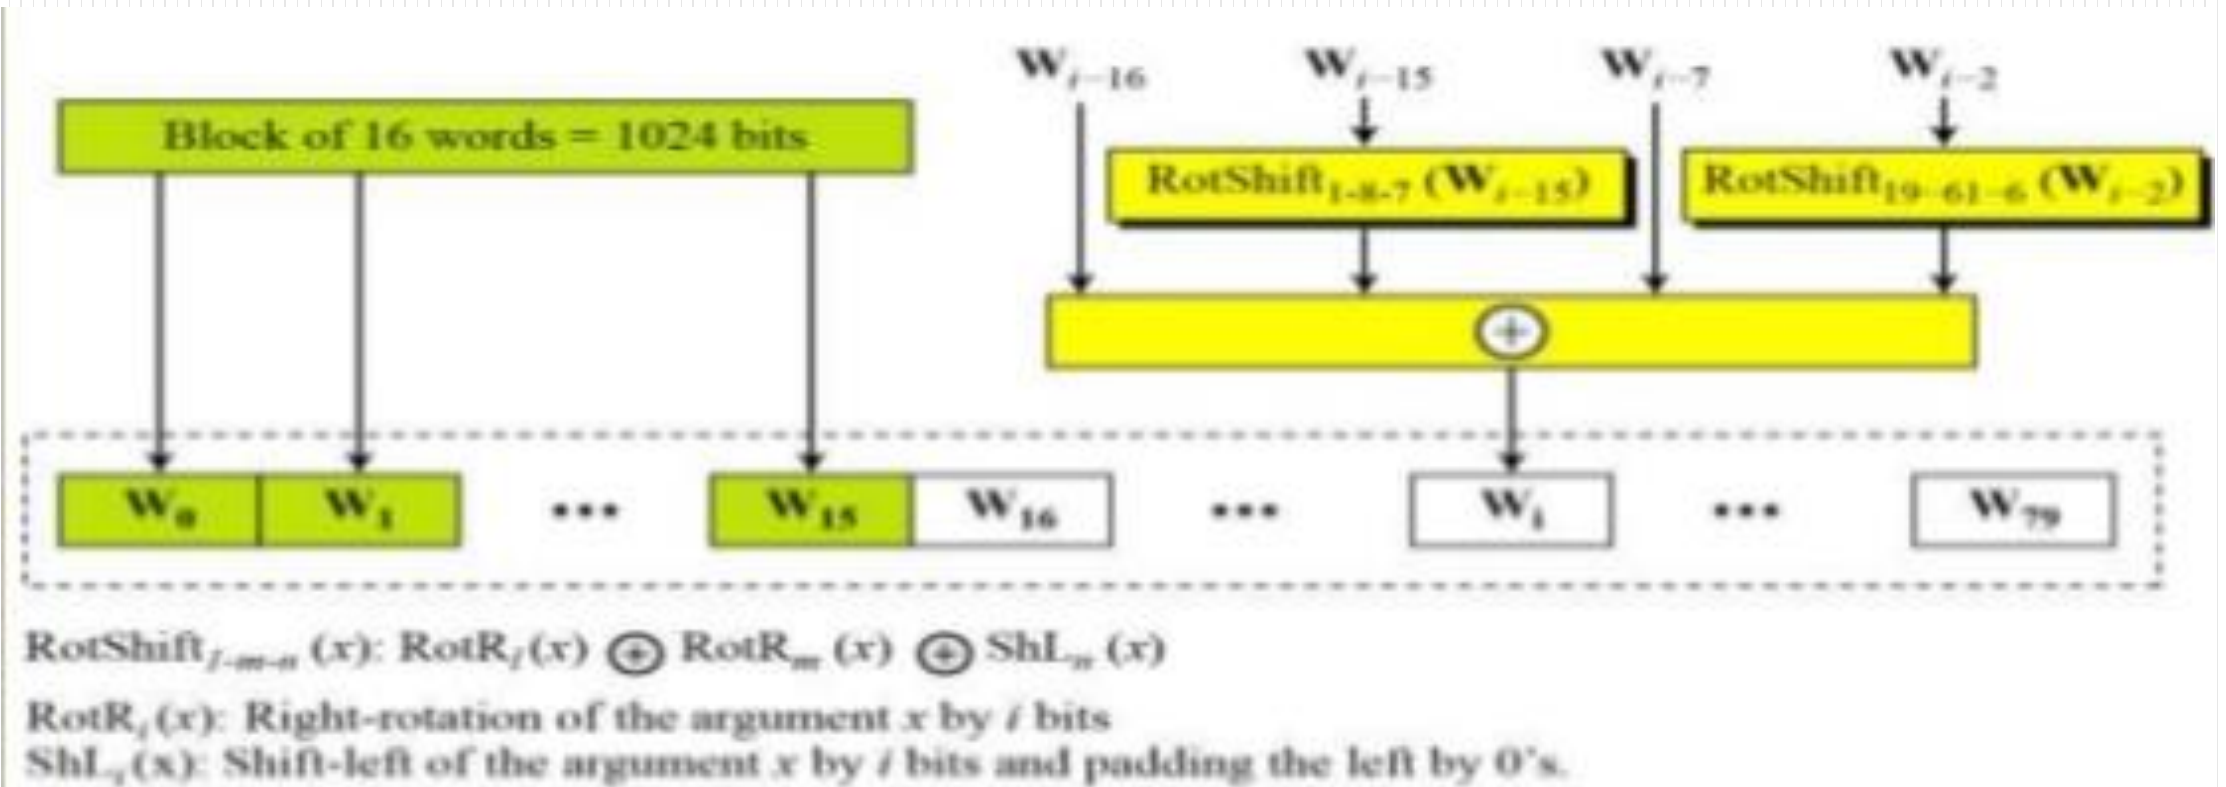 W_{i−16} W_{i−15} W_{i−7} W_{i−2}
Block of 16 words = 1024 bits
RotShift_{1-8-7} (W_{i−15}) RotShift_{19−61−6} (W_{i−2})
+
W_0 W_1 ••• W_15 W_16 ••• W_i ••• W_79
RotShift_{l-m-n} (x): RotR_l (x) ⊕ RotR_m (x) ⊕ ShL_n (x)
RotR_i (x): Right-rotation of the argument x by i bits
ShL_i (x): Shift-left of the argument x by i bits and padding the left by 0's.